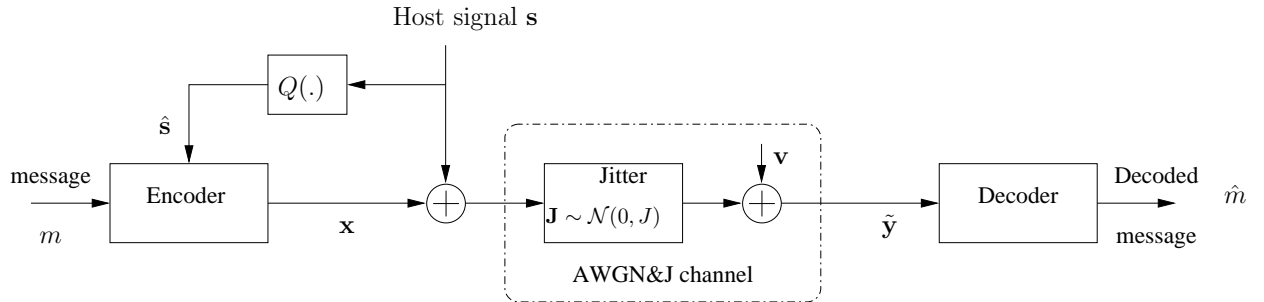 Host signal s
Q(.)
ŝ
message
m
Encoder
x
Jitter
J ∼ 𝒩(0, J)
v
AWGN&J channel
ỹ
Decoder
Decoded
message
m̂